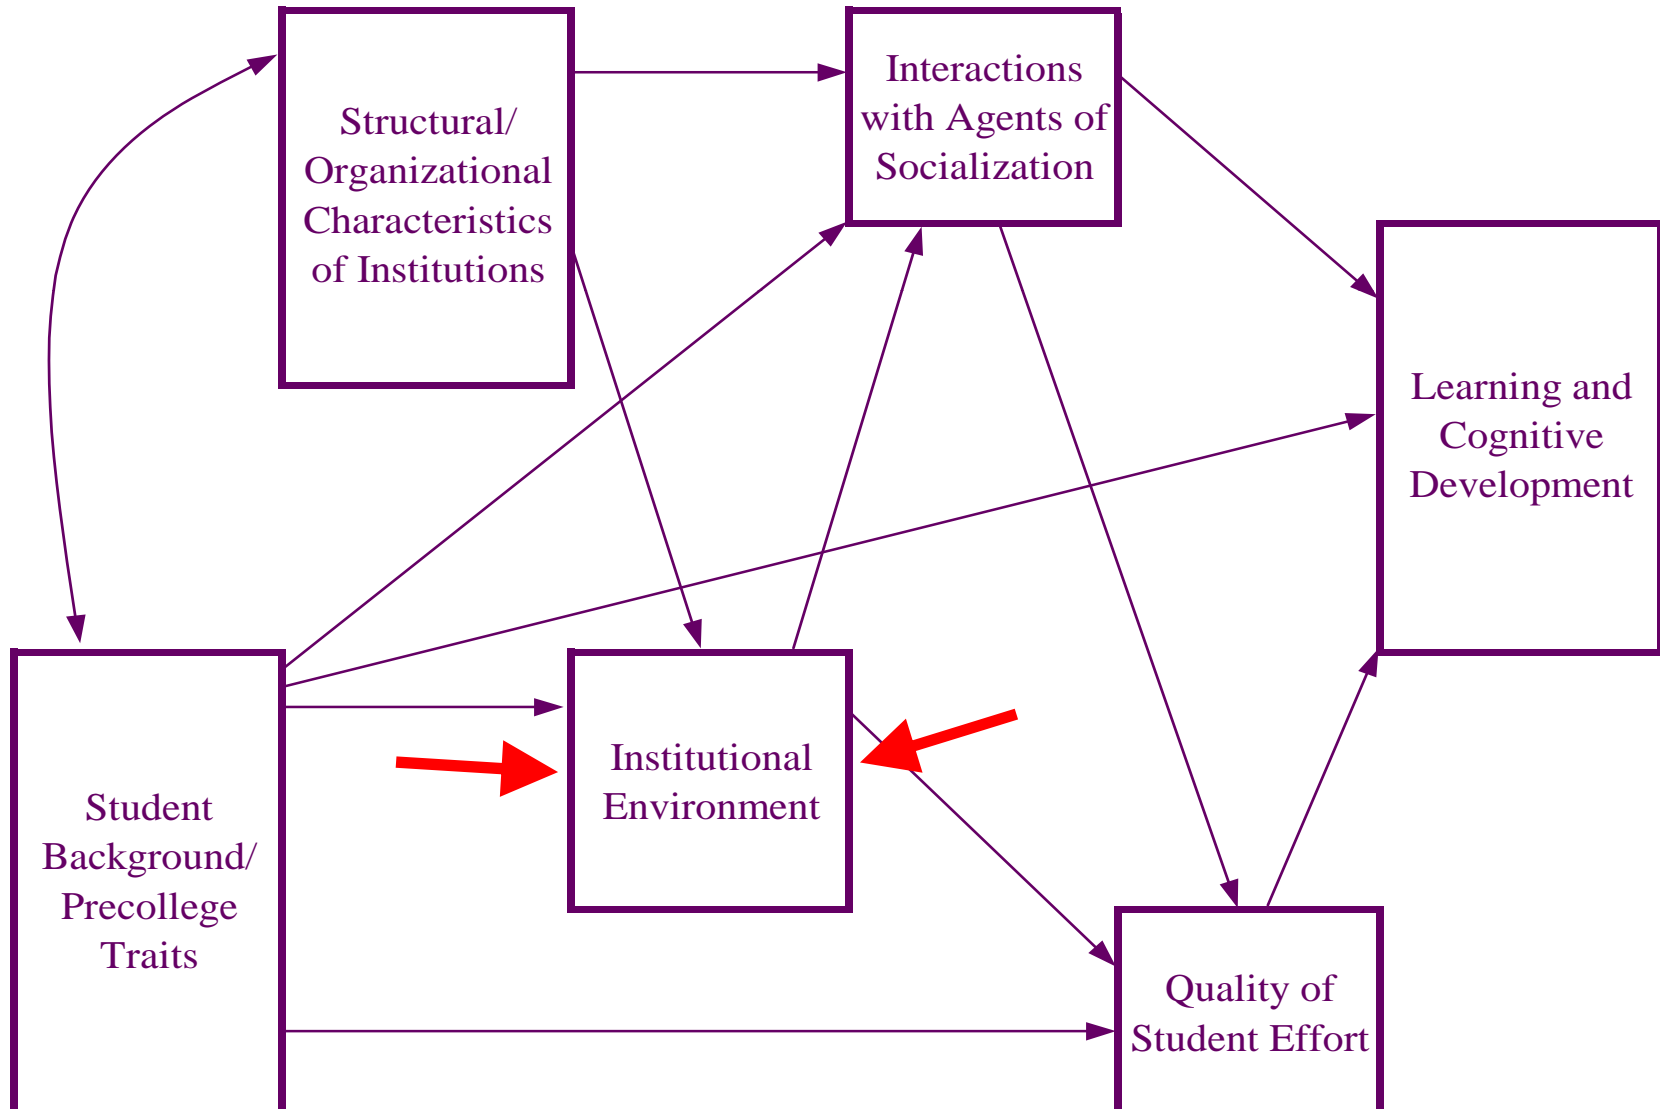 Structural/
Organizational
Characteristics
of Institutions
Interactions
with Agents of
Socialization
Learning and
Cognitive
Development
Student
Background/
Precollege
Traits
Institutional
Environment
Quality of
Student Effort